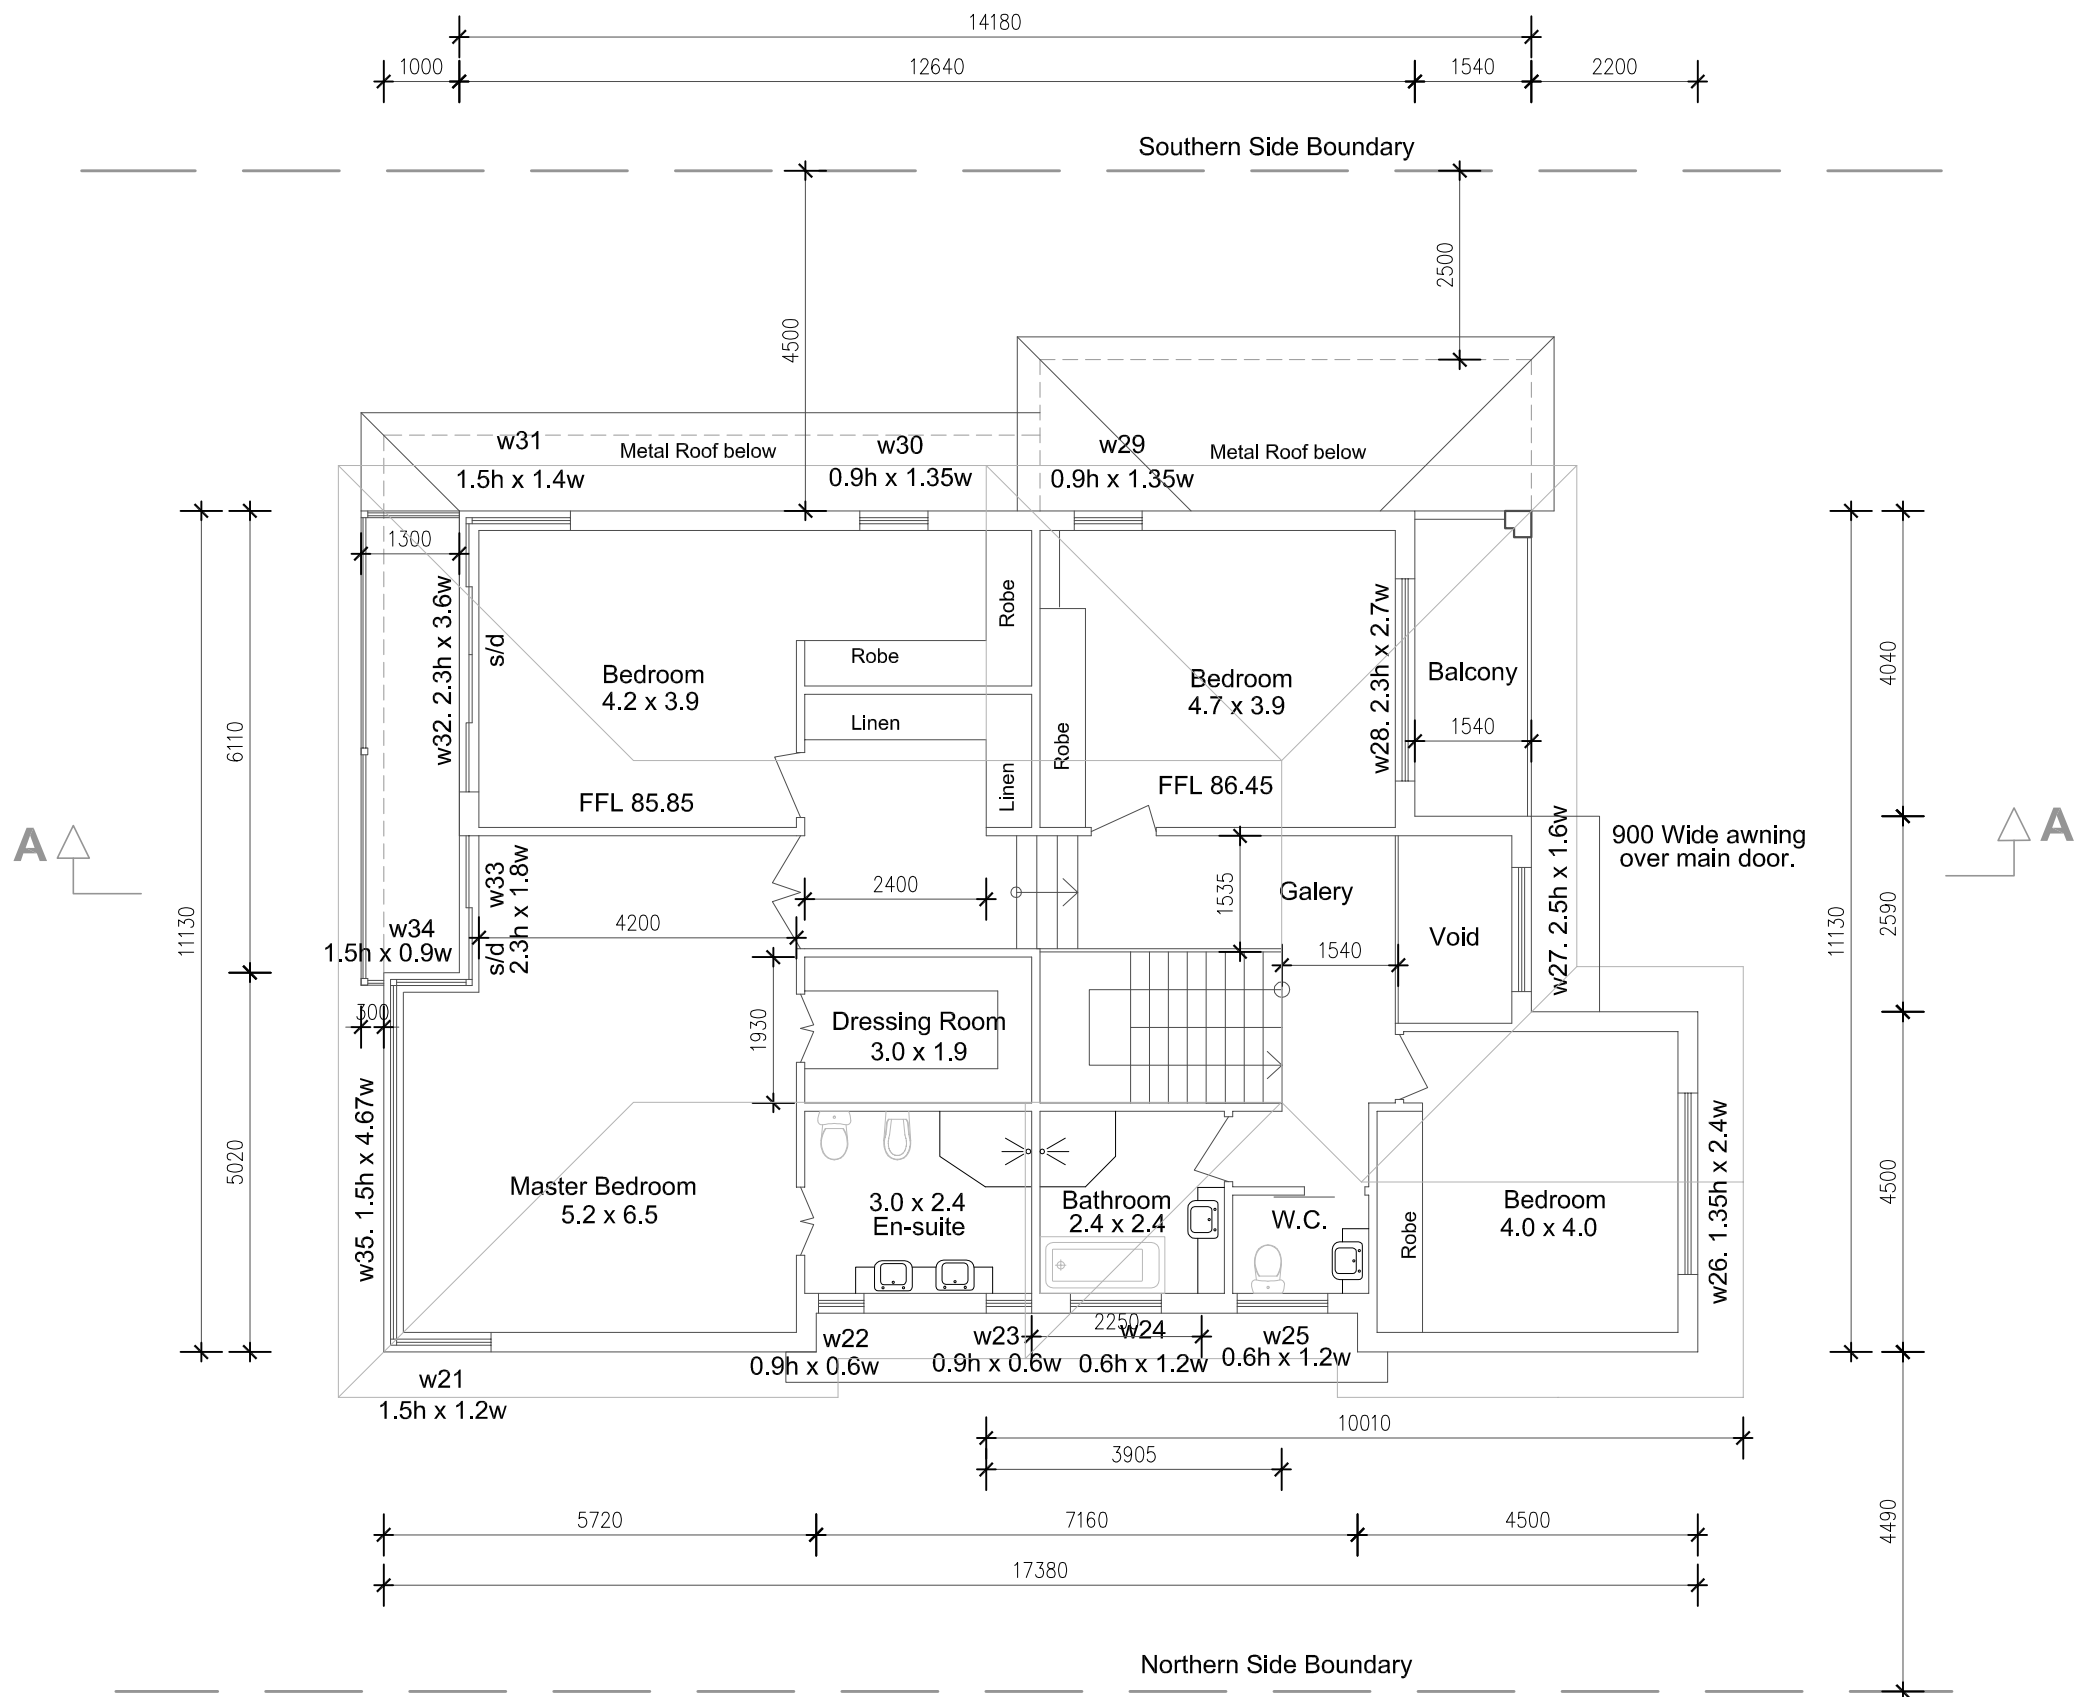 14180
1000
12640
1540
2200
Southern Side Boundary
4500
2500
w31
1.5h x 1.4w
Metal Roof below
w30
0.9h x 1.35w
w29
0.9h x 1.35w
Metal Roof below
1300
w32. 2.3h x 3.6w
s/d
Bedroom
4.2 x 3.9
Robe
Robe
Linen
Linen
FFL 85.85
Robe
Bedroom
4.7 x 3.9
FFL 86.45
w28. 2.3h x 2.7w
Balcony
1540
4040
6110
11130
A
A
900 Wide awning
over main door.
w33
2.3h x 1.8w
s/d
2400
4200
1535
Galery
1540
Void
w27. 2.5h x 1.6w
2590
11130
w34
1.5h x 0.9w
300
1930
Dressing Room
3.0 x 1.9
w35. 1.5h x 4.67w
5020
Master Bedroom
5.2 x 6.5
3.0 x 2.4
En-suite
Bathroom
2.4 x 2.4
W.C.
Robe
Bedroom
4.0 x 4.0
w26. 1.35h x 2.4w
4500
w21
1.5h x 1.2w
w22
0.9h x 0.6w
w23
0.9h x 0.6w
2250
w24
0.6h x 1.2w
w25
0.6h x 1.2w
10010
3905
5720
7160
4500
17380
4490
Northern Side Boundary